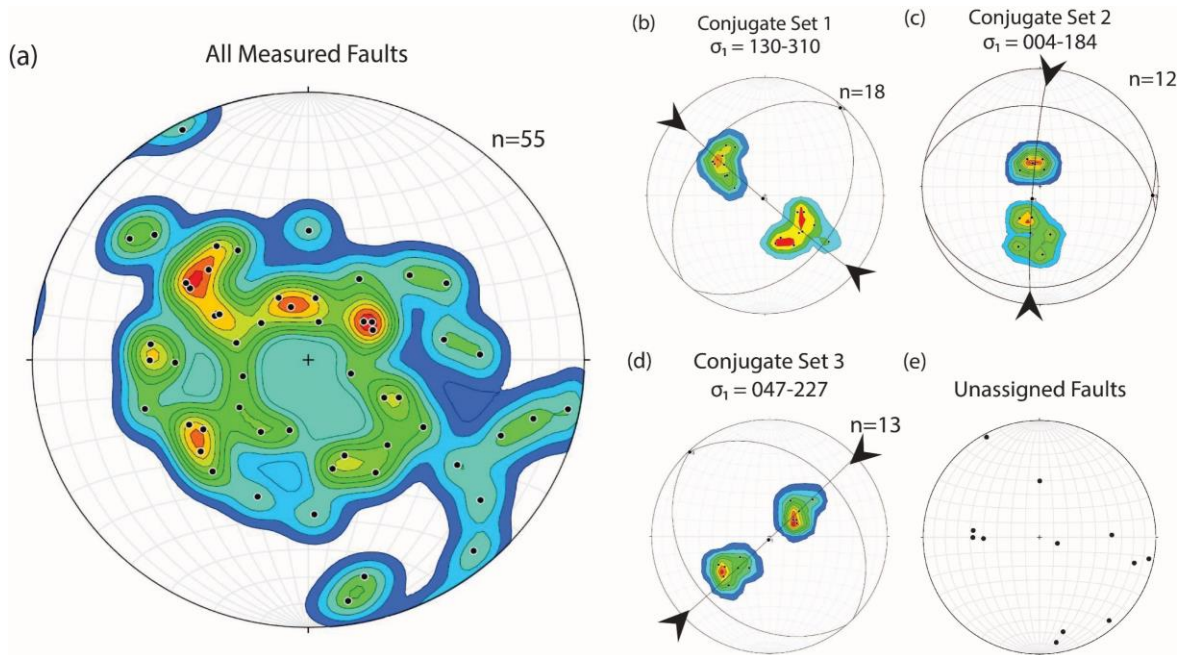 (a)
All Measured Faults
n=55
(b)
Conjugate Set 1
σ₁ = 130-310
n=18
(c)
Conjugate Set 2
σ₁ = 004-184
n=12
(d)
Conjugate Set 3
σ₁ = 047-227
n=13
(e)
Unassigned Faults